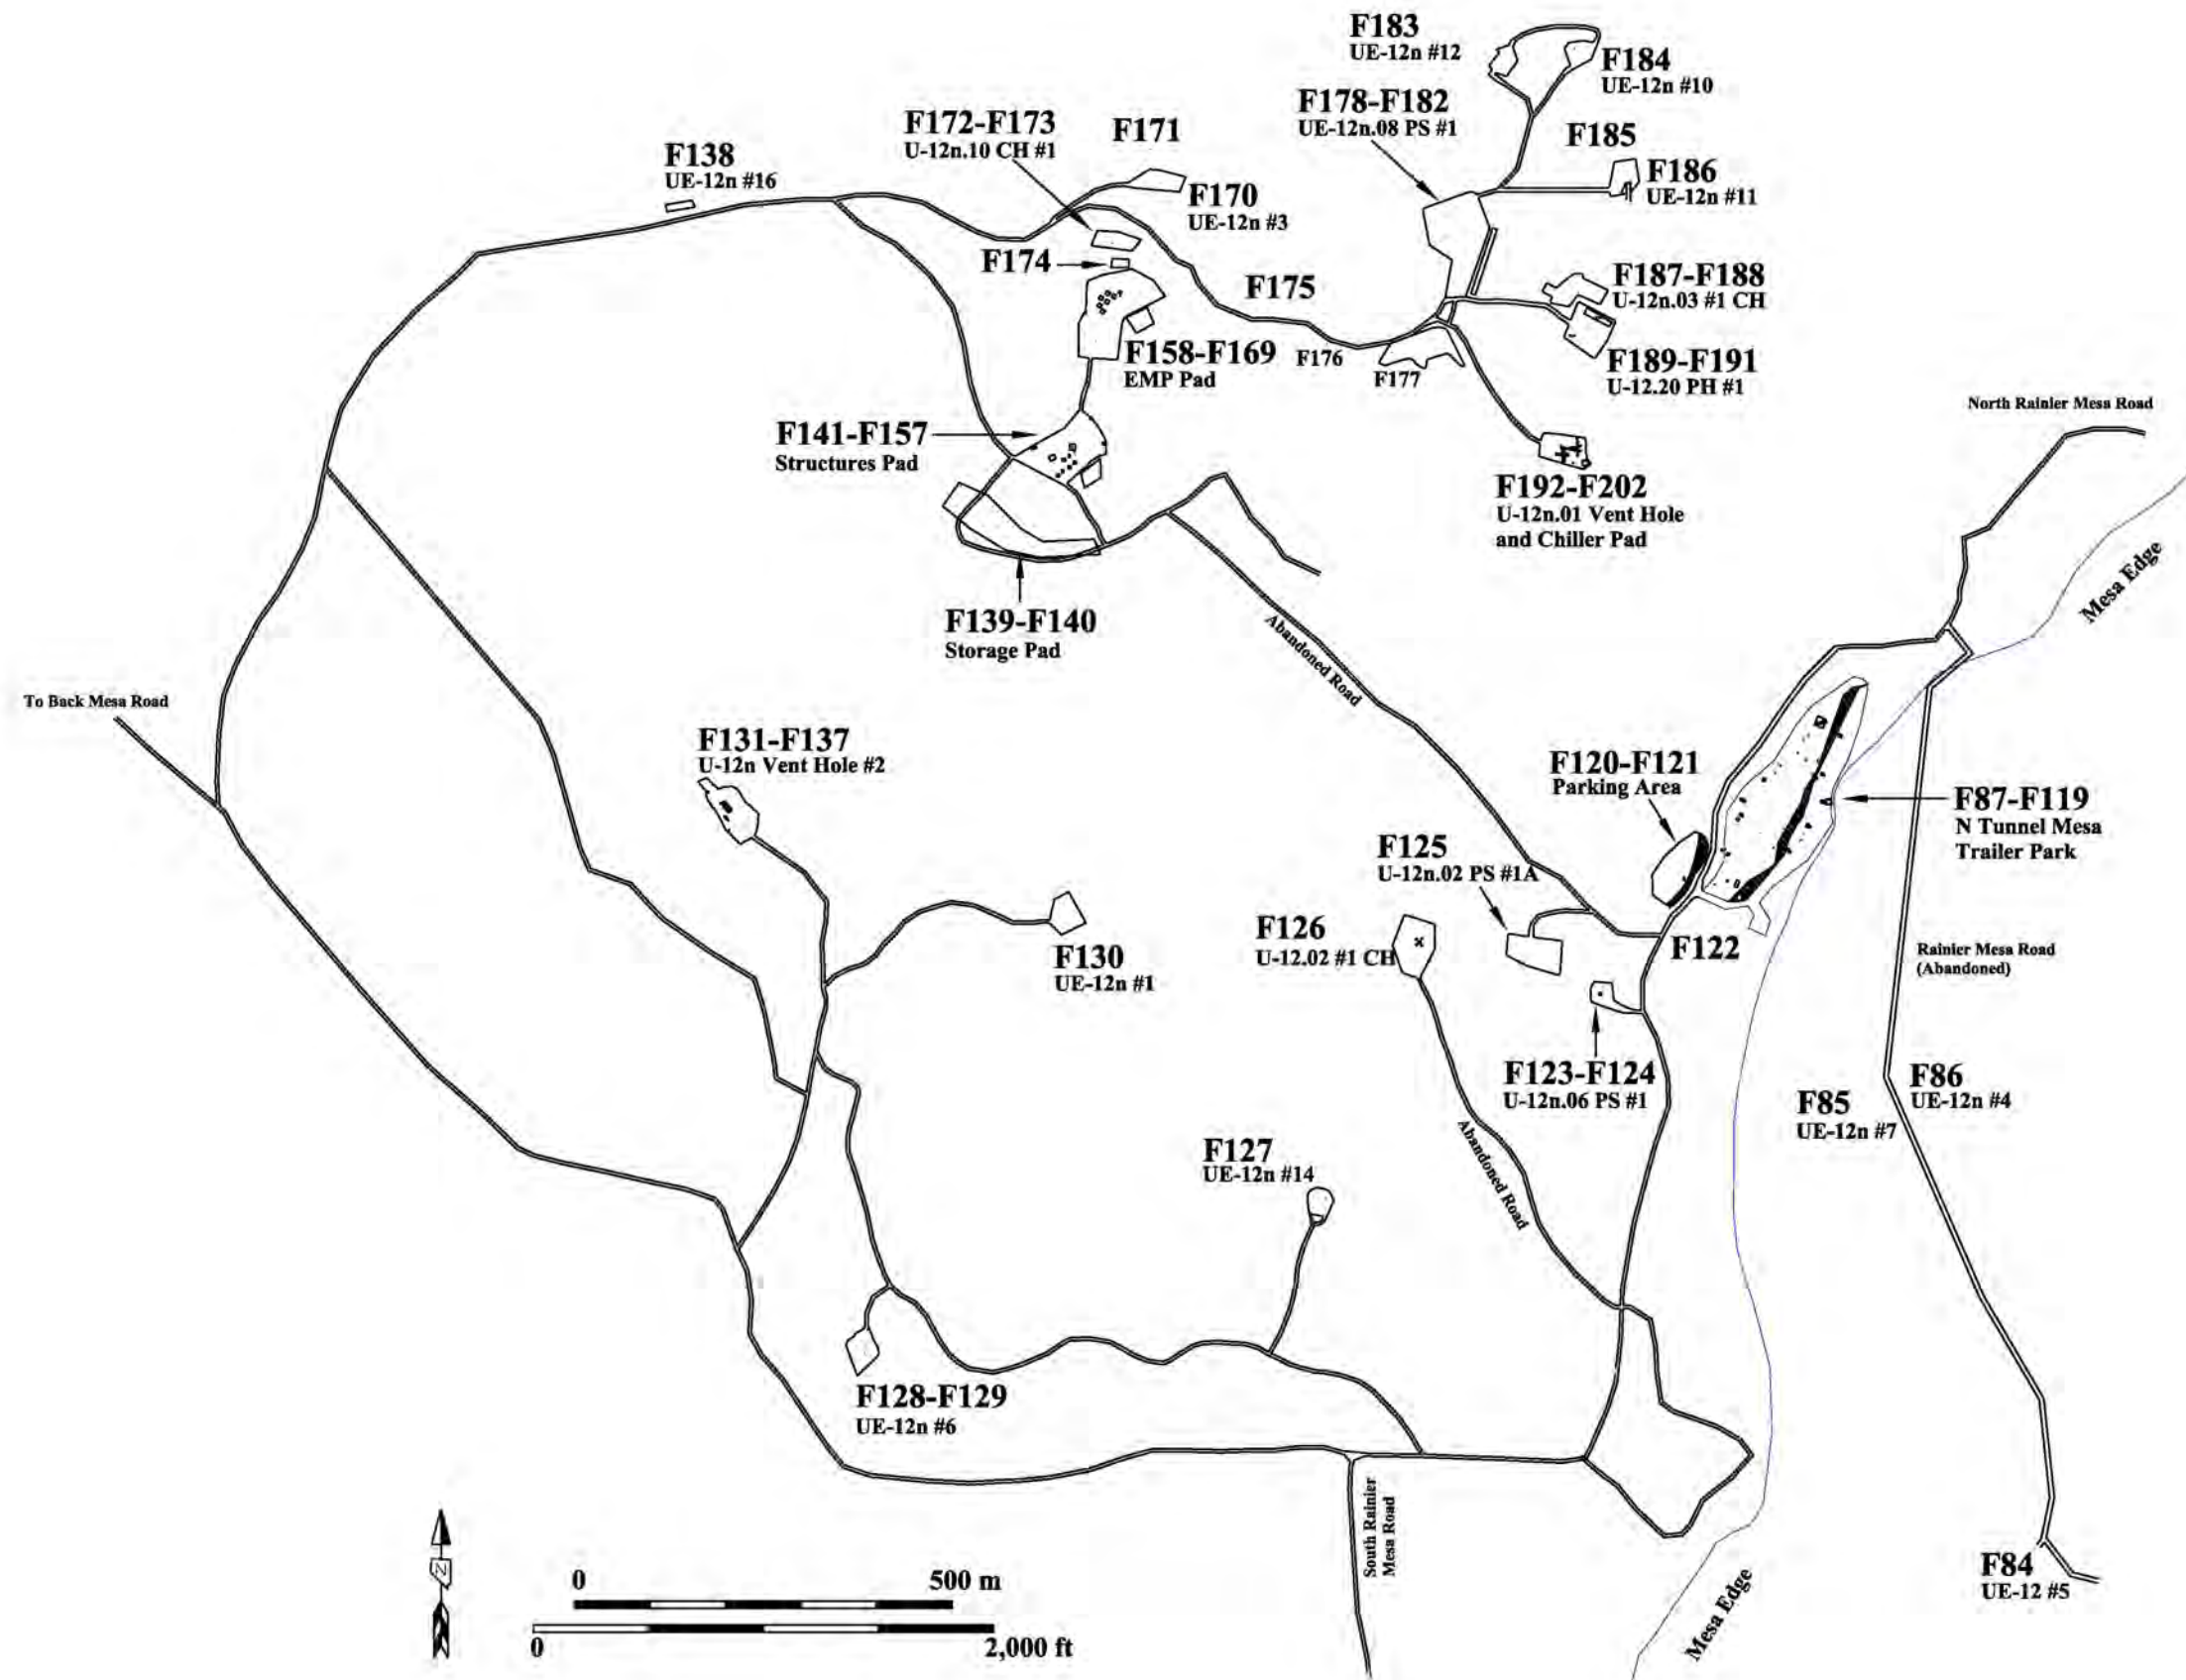 F183
UE-12n #12
F184
UE-12n #10
F178-F182
UE-12n.08 PS #1
F172-F173
U-12n.10 CH #1
F171
F185
F138
UE-12n #16
F186
UE-12n #11
F170
UE-12n #3
F174
F175
F187-F188
U-12n.03 #1 CH
F158-F169
EMP Pad
F176
F177
F189-F191
U-12.20 PH #1
North Rainier Mesa Road
F141-F157
Structures Pad
F192-F202
U-12n.01 Vent Hole
and Chiller Pad
Mesa Edge
F139-F140
Storage Pad
Abandoned Road
To Back Mesa Road
F131-F137
U-12n Vent Hole #2
F120-F121
Parking Area
F87-F119
N Tunnel Mesa
Trailer Park
F125
U-12n.02 PS #1A
F126
U-12.02 #1 CH
F122
F130
UE-12n #1
Rainier Mesa Road
(Abandoned)
F123-F124
U-12n.06 PS #1
F86
UE-12n #4
F85
UE-12n #7
F127
UE-12n #14
Abandoned Road
F128-F129
UE-12n #6
South Rainier
Mesa Road
F84
UE-12 #5
Mesa Edge
N
0 500 m
0 2,000 ft